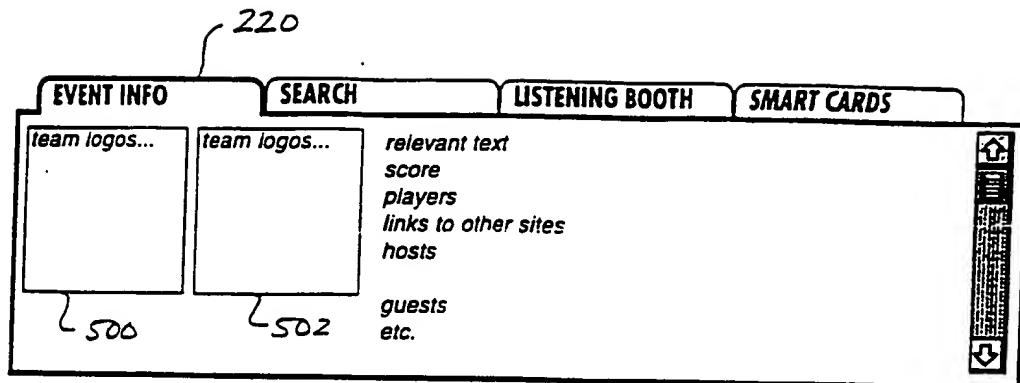 220
EVENT INFO SEARCH LISTENING BOOTH SMART CARDS
team logos... team logos... relevant text
score
players
links to other sites
hosts
guests
500 502 etc.